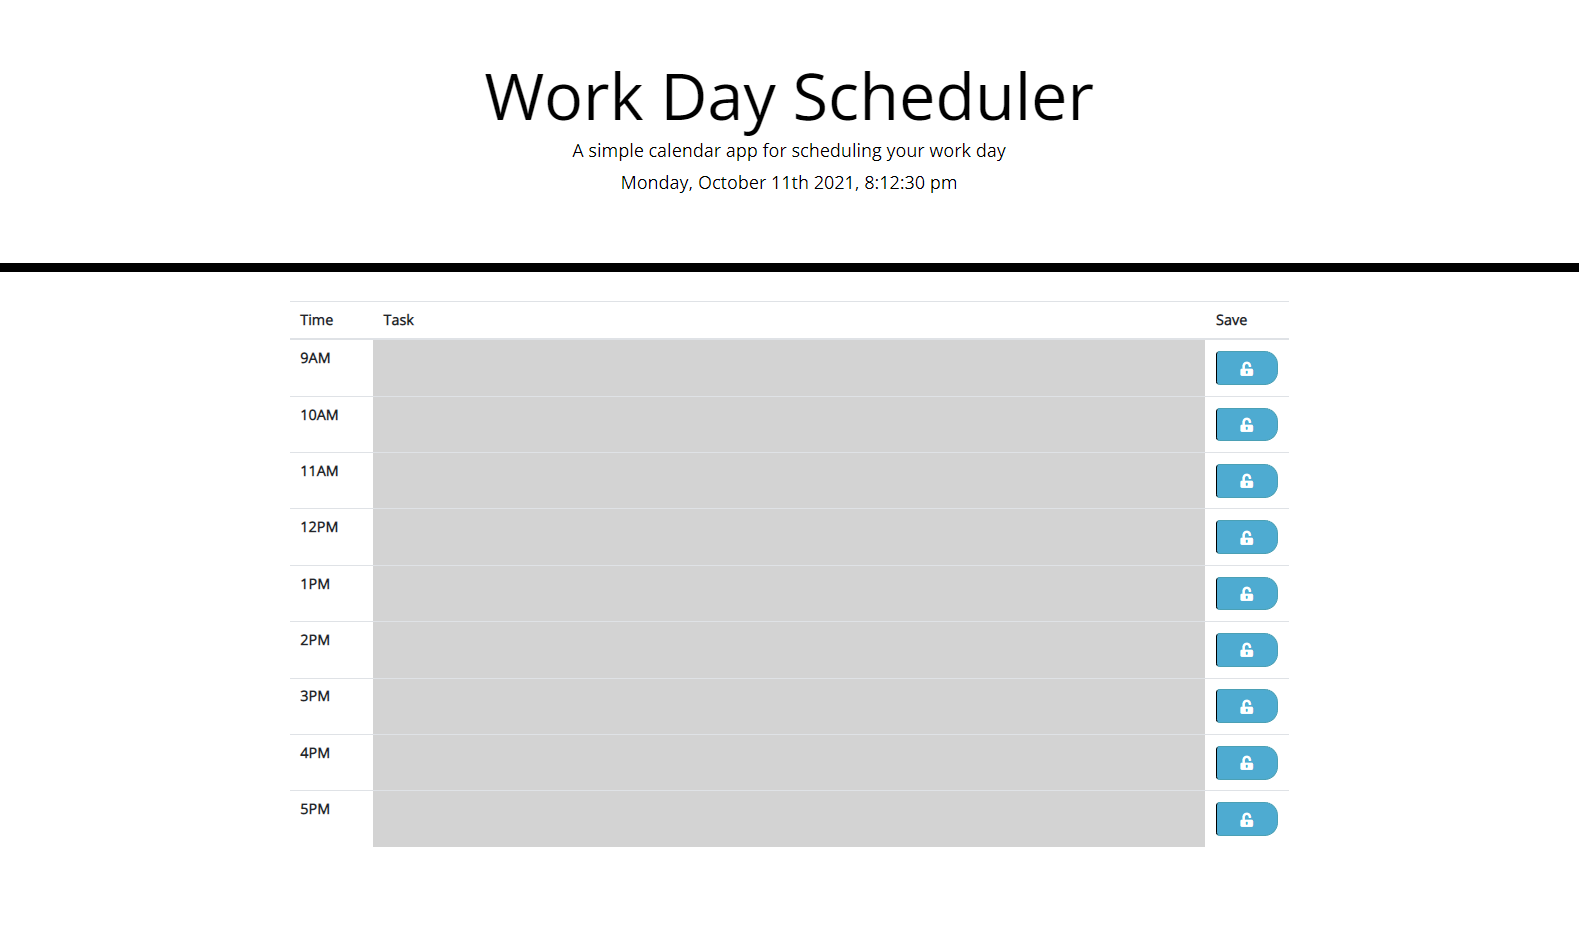 Work Day Scheduler
A simple calendar app for scheduling your work day
Monday, October 11th 2021, 8:12:30 pm
Time Task Save
9AM
10AM
11AM
12PM
1PM
2PM
3PM
4PM
5PM